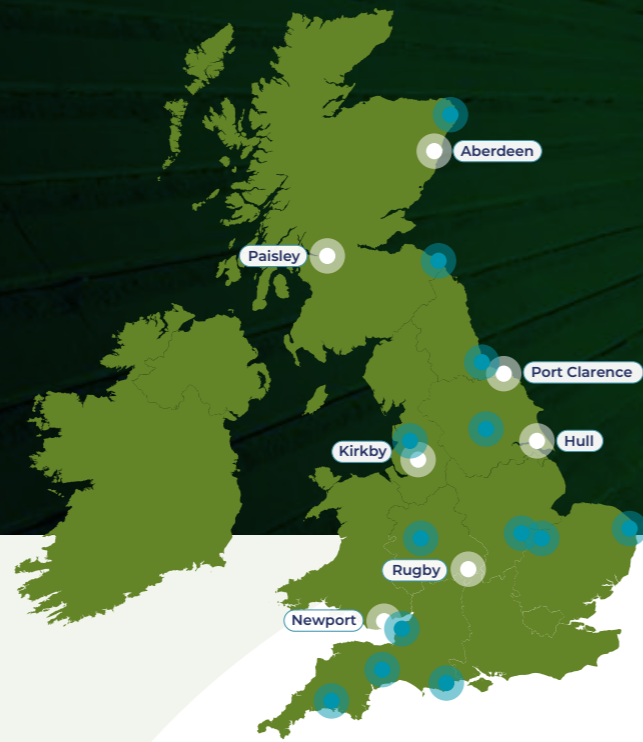 Aberdeen
Paisley
Port Clarence
Hull
Kirkby
Rugby
Newport